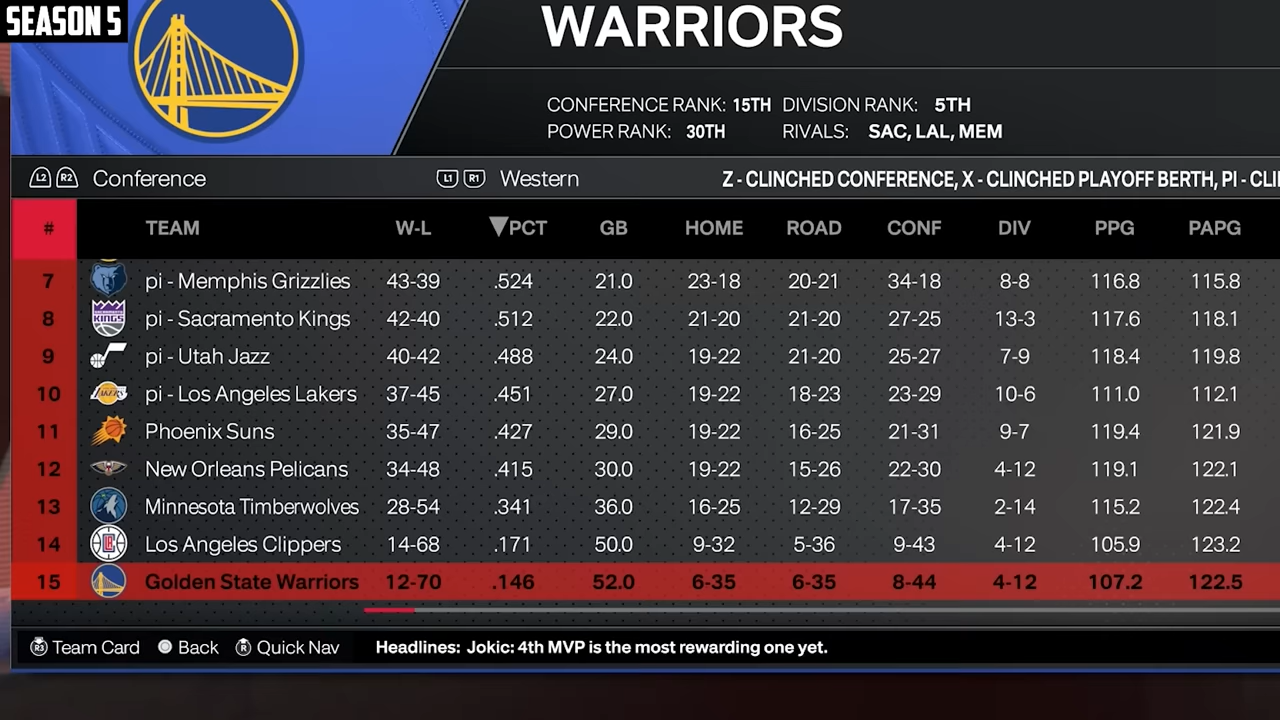 SEASON 5
WARRIORS
CONFERENCE RANK: 15TH DIVISION RANK: 5TH
POWER RANK: 30TH RIVALS: SAC, LAL, MEM
L2 R2 Conference L1 R1 Western Z - CLINCHED CONFERENCE, X - CLINCHED PLAYOFF BERTH, PI - CLI
# TEAM W-L PCT GB HOME ROAD CONF DIV PPG PAPG
7 pi - Memphis Grizzlies 43-39 .524 21.0 23-18 20-21 34-18 8-8 116.8 115.8
8 KINGS pi - Sacramento Kings 42-40 .512 22.0 21-20 21-20 27-25 13-3 117.6 118.1
9 pi - Utah Jazz 40-42 .488 24.0 19-22 21-20 25-27 7-9 118.4 119.8
10 LAKERS pi - Los Angeles Lakers 37-45 .451 27.0 19-22 18-23 23-29 10-6 111.0 112.1
11 Phoenix Suns 35-47 .427 29.0 19-22 16-25 21-31 9-7 119.4 121.9
12 New Orleans Pelicans 34-48 .415 30.0 19-22 15-26 22-30 4-12 119.1 122.1
13 Minnesota Timberwolves 28-54 .341 36.0 16-25 12-29 17-35 2-14 115.2 122.4
14 Los Angeles Clippers 14-68 .171 50.0 9-32 5-36 9-43 4-12 105.9 123.2
15 Golden State Warriors 12-70 .146 52.0 6-35 6-35 8-44 4-12 107.2 122.5
R3 Team Card Back R Quick Nav Headlines: Jokic: 4th MVP is the most rewarding one yet.